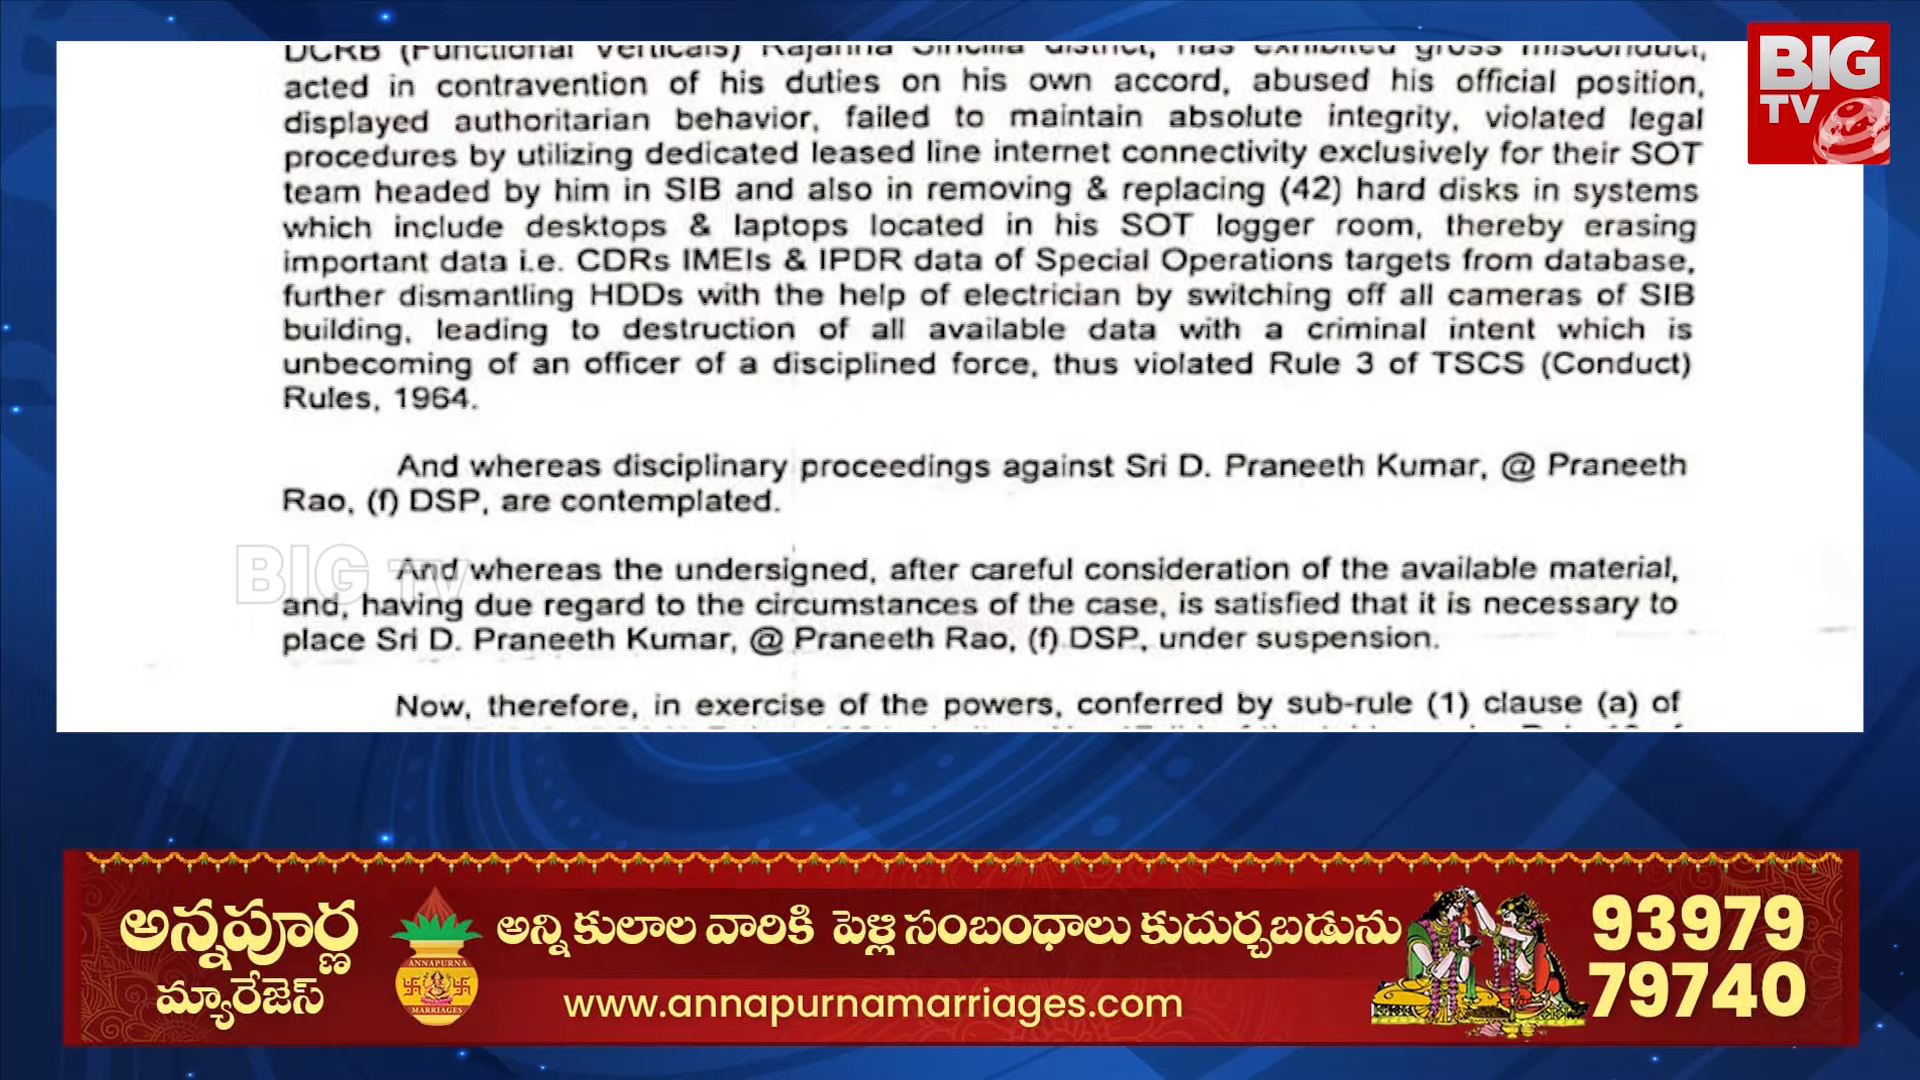 BIG
TV
DCRB (Functional Verticals) Rajanna Sircilla district, has exhibited gross misconduct,
acted in contravention of his duties on his own accord, abused his official position,
displayed authoritarian behavior, failed to maintain absolute integrity, violated legal
procedures by utilizing dedicated leased line internet connectivity exclusively for their SOT
team headed by him in SIB and also in removing & replacing (42) hard disks in systems
which include desktops & laptops located in his SOT logger room, thereby erasing
important data i.e. CDRs IMEIs & IPDR data of Special Operations targets from database,
further dismantling HDDs with the help of electrician by switching off all cameras of SIB
building, leading to destruction of all available data with a criminal intent which is
unbecoming of an officer of a disciplined force, thus violated Rule 3 of TSCS (Conduct)
Rules, 1964.
And whereas disciplinary proceedings against Sri D. Praneeth Kumar, @ Praneeth
Rao, (f) DSP, are contemplated.
BIG TV
And whereas the undersigned, after careful consideration of the available material,
and, having due regard to the circumstances of the case, is satisfied that it is necessary to
place Sri D. Praneeth Kumar, @ Praneeth Rao, (f) DSP, under suspension.
Now, therefore, in exercise of the powers, conferred by sub-rule (1) clause (a) of
అన్నపూర్ణ
మ్యారేజెస్
ANNAPURNA
MARRIAGES
అన్ని కులాల వారికి పెళ్లి సంబంధాలు కుదుర్చబడును
www.annapurnamarriages.com
93979
79740